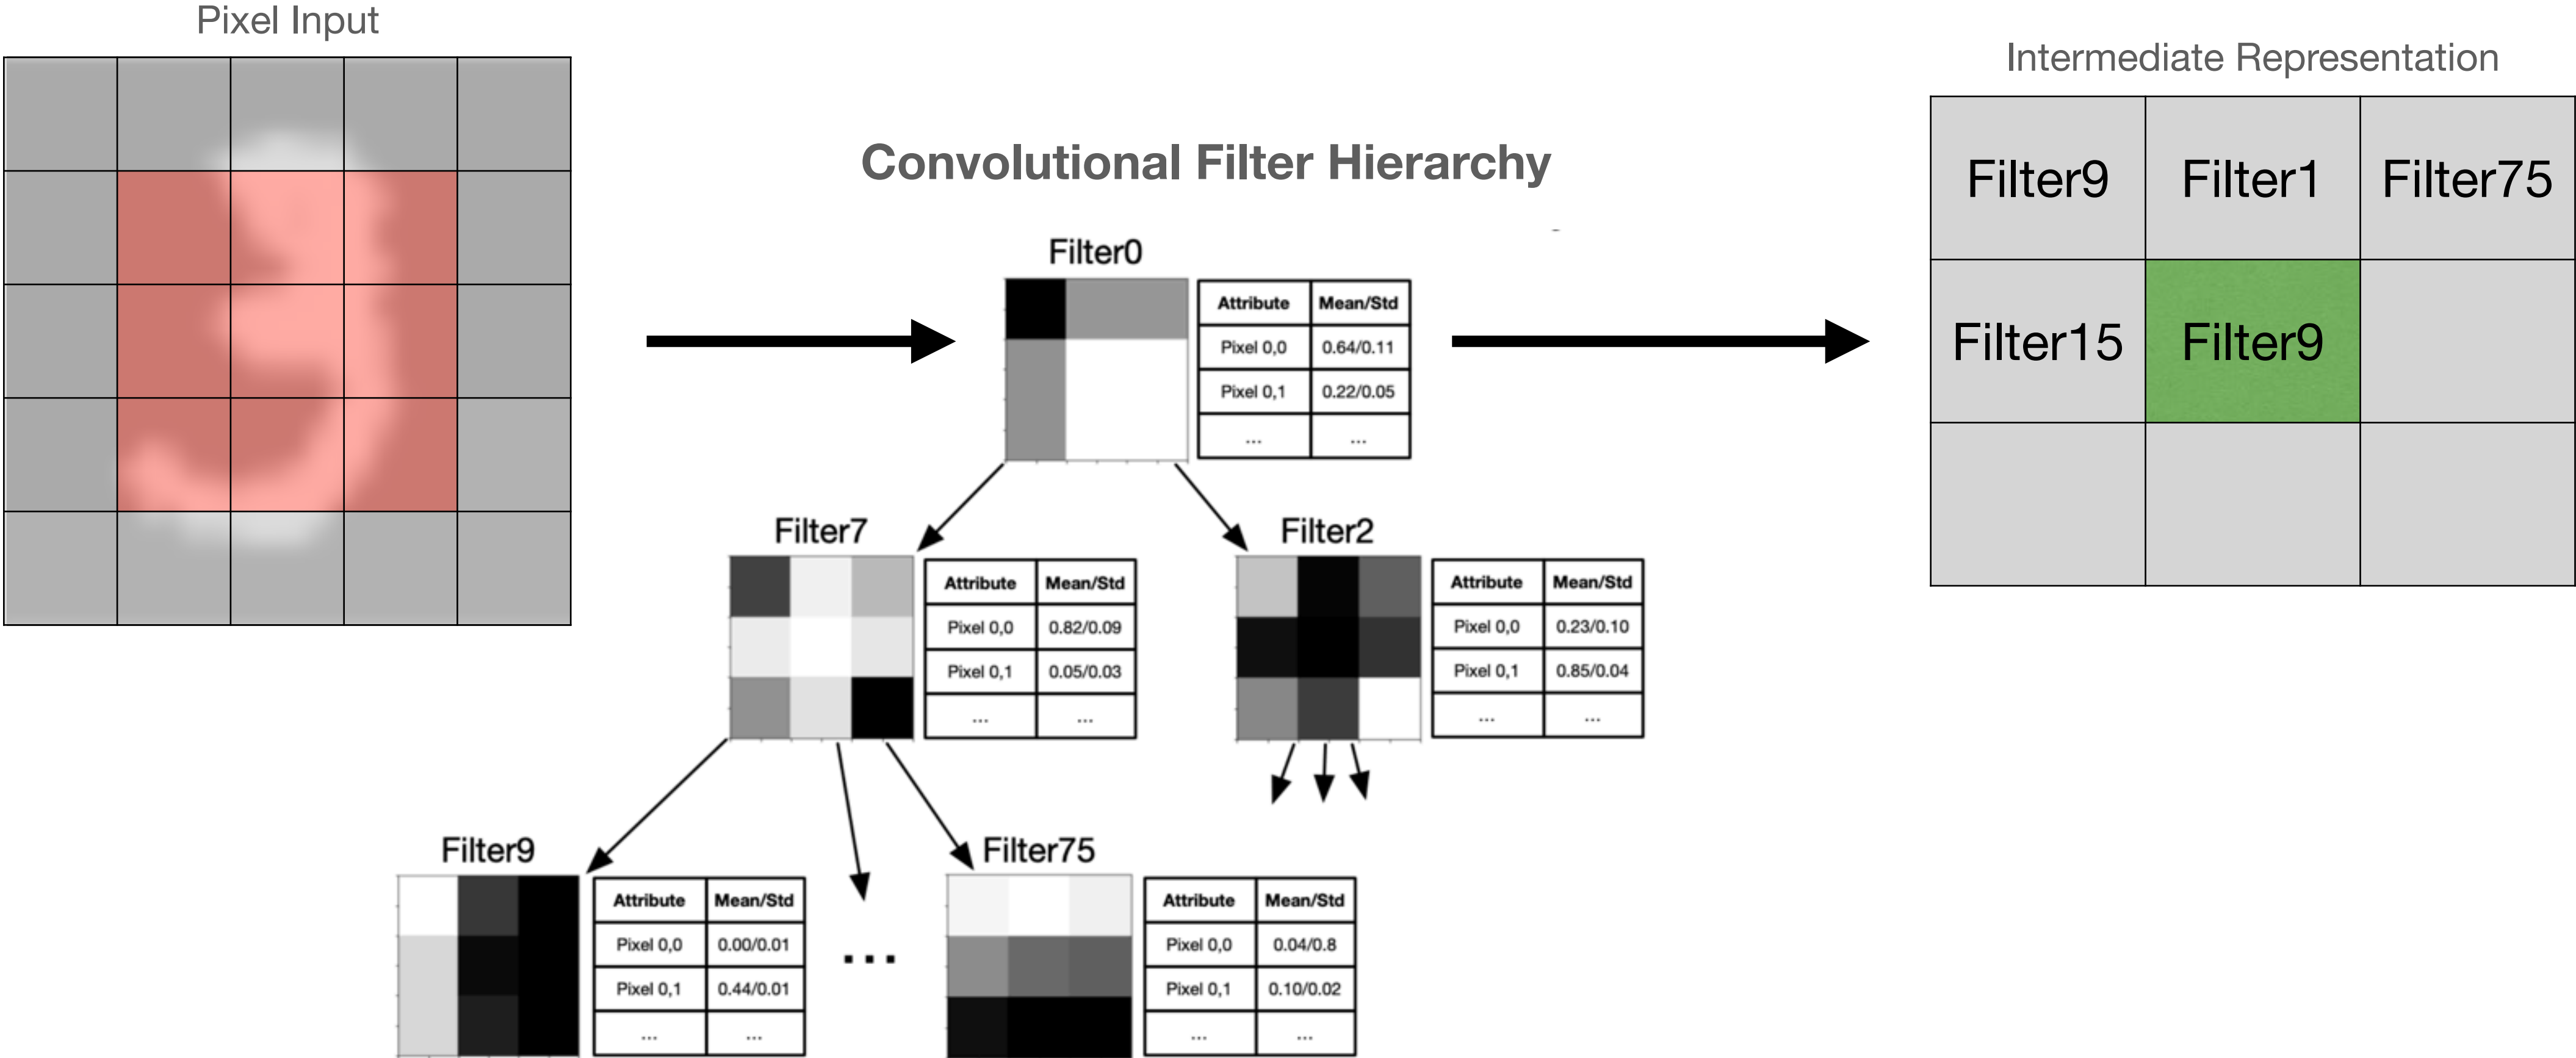 Pixel Input
Intermediate Representation
Convolutional Filter Hierarchy
Filter9 Filter1 Filter75
Filter15 Filter9
Filter0
Attribute Mean/Std
Pixel 0,0 0.64/0.11
Pixel 0,1 0.22/0.05
... ...
Filter7
Attribute Mean/Std
Pixel 0,0 0.82/0.09
Pixel 0,1 0.05/0.03
... ...
Filter2
Attribute Mean/Std
Pixel 0,0 0.23/0.10
Pixel 0,1 0.85/0.04
... ...
Filter9
Attribute Mean/Std
Pixel 0,0 0.00/0.01
Pixel 0,1 0.44/0.01
... ...
...
Filter75
Attribute Mean/Std
Pixel 0,0 0.04/0.8
Pixel 0,1 0.10/0.02
... ...